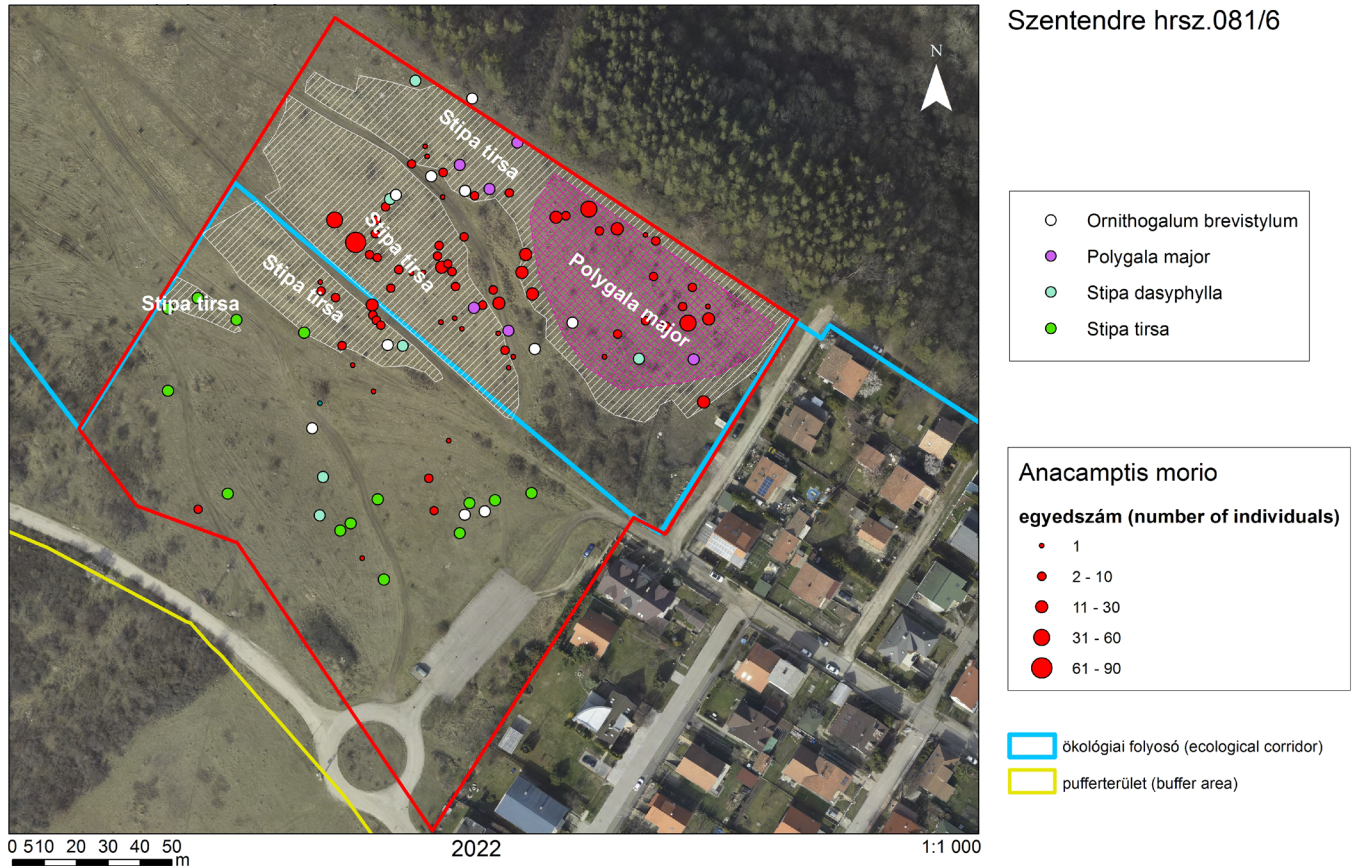 Szentendre hrsz.081/6
N
Stipa tirsa
Stipa tirsa
Stipa tirsa
Stipa tirsa
Polygala major
Ornithogalum brevistylum
Polygala major
Stipa dasyphylla
Stipa tirsa
Anacamptis morio
egyedszám (number of individuals)
1
2 - 10
11 - 30
31 - 60
61 - 90
ökológiai folyosó (ecological corridor)
pufferterület (buffer area)
0 5 10 20 30 40 50
m
2022
1:1 000